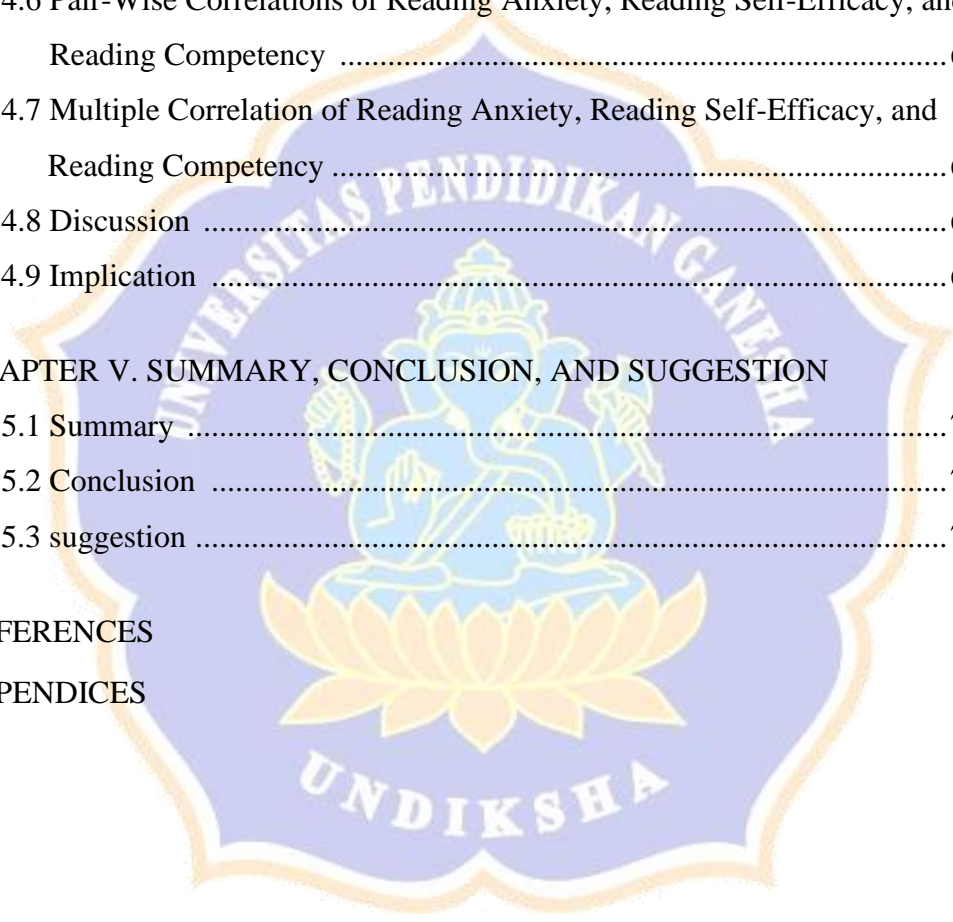 4.6 Pair-Wise Correlations of Reading Anxiety, Reading Self-Efficacy, and
Reading Competency ..........................................................................
4.7 Multiple Correlation of Reading Anxiety, Reading Self-Efficacy, and
Reading Competency ...........................................................................
4.8 Discussion ..........................................................................................
4.9 Implication .........................................................................................
APTER V. SUMMARY, CONCLUSION, AND SUGGESTION
5.1 Summary ............................................................................................
5.2 Conclusion .........................................................................................
5.3 suggestion ...........................................................................................
FERENCES
PENDICES
UNIVERSITAS PENDIDIKAN GANESHA
UNDIKSHA